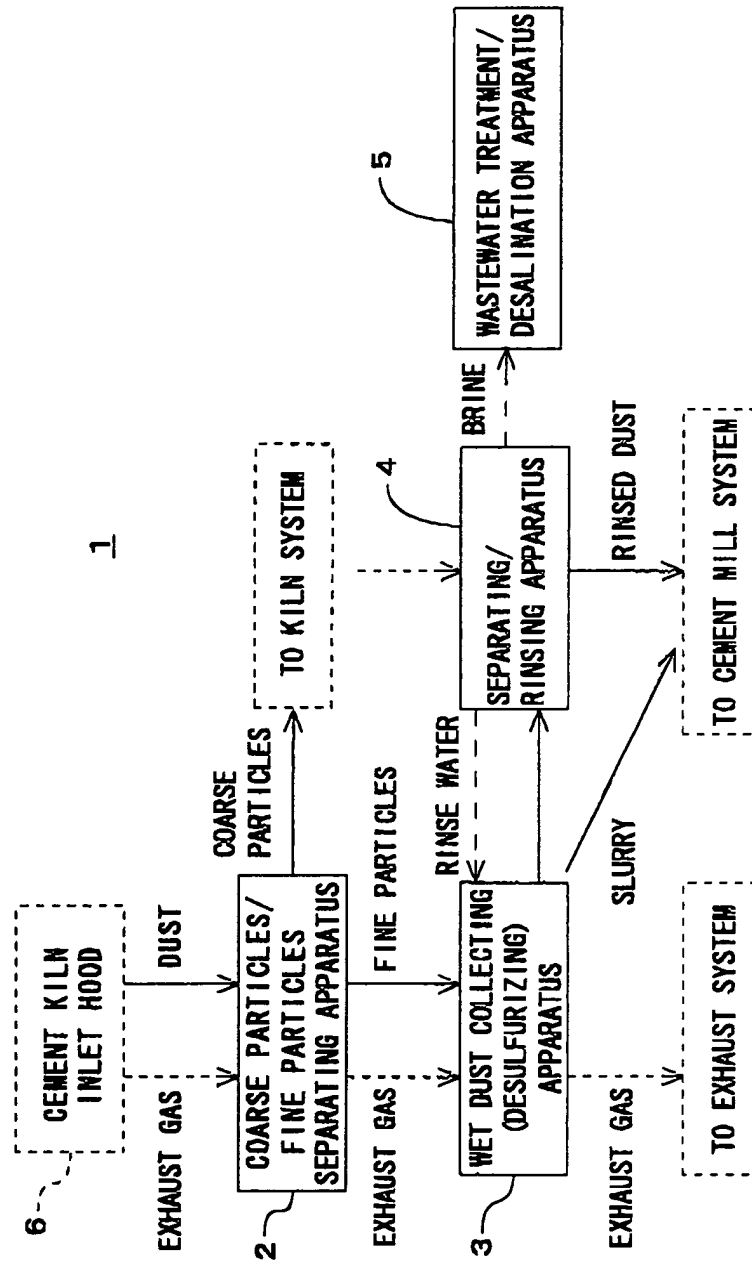 1
6
CEMENT KILN
INLET HOOD
EXHAUST GAS
DUST
2
COARSE PARTICLES/
FINE PARTICLES
SEPARATING APPARATUS
COARSE
PARTICLES
TO KILN SYSTEM
EXHAUST GAS
FINE PARTICLES
3
WET DUST COLLECTING
(DESULFURIZING)
APPARATUS
RINSE WATER
4
SEPARATING/
RINSING APPARATUS
BRINE
5
WASTEWATER TREATMENT/
DESALINATION APPARATUS
EXHAUST GAS
SLURRY
RINSED DUST
TO EXHAUST SYSTEM
TO CEMENT MILL SYSTEM